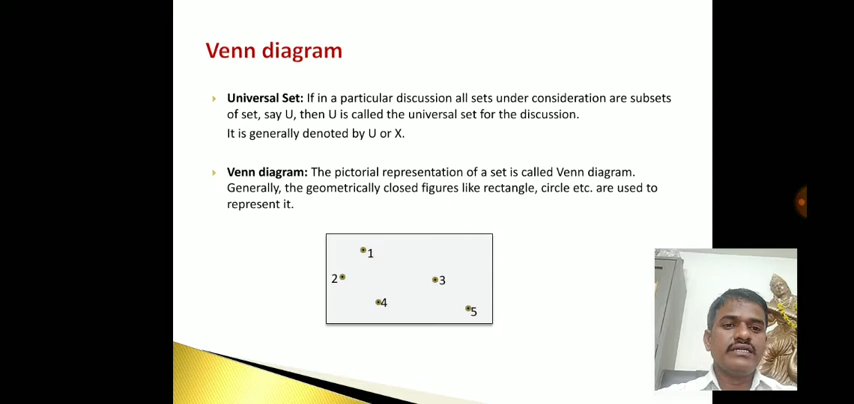 Venn diagram
Universal Set: If in a particular discussion all sets under consideration are subsets
of set, say U, then U is called the universal set for the discussion.
It is generally denoted by U or X.
Venn diagram: The pictorial representation of a set is called Venn diagram.
Generally, the geometrically closed figures like rectangle, circle etc. are used to
represent it.
1
2
3
4
5